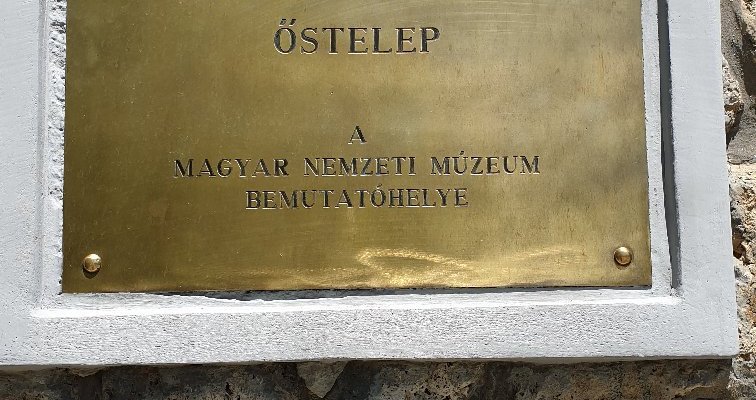 ŐSTELEP
A
MAGYAR NEMZETI MÚZEUM
BEMUTATÓHELYE